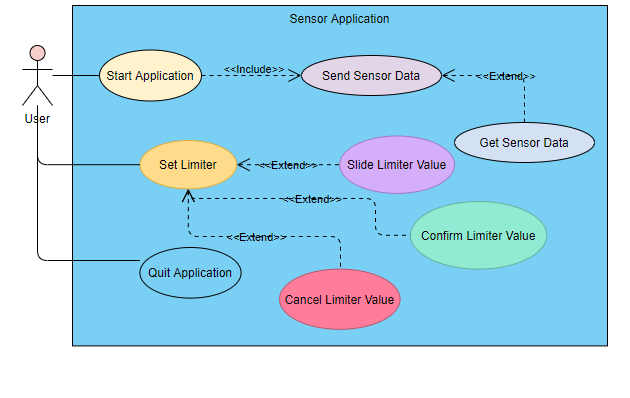 Sensor Application
Start Application
<<Include>>
Send Sensor Data
<<Extend>>
User
Get Sensor Data
Set Limiter
<<Extend>>
Slide Limiter Value
<<Extend>>
<<Extend>>
Confirm Limiter Value
Quit Application
Cancel Limiter Value